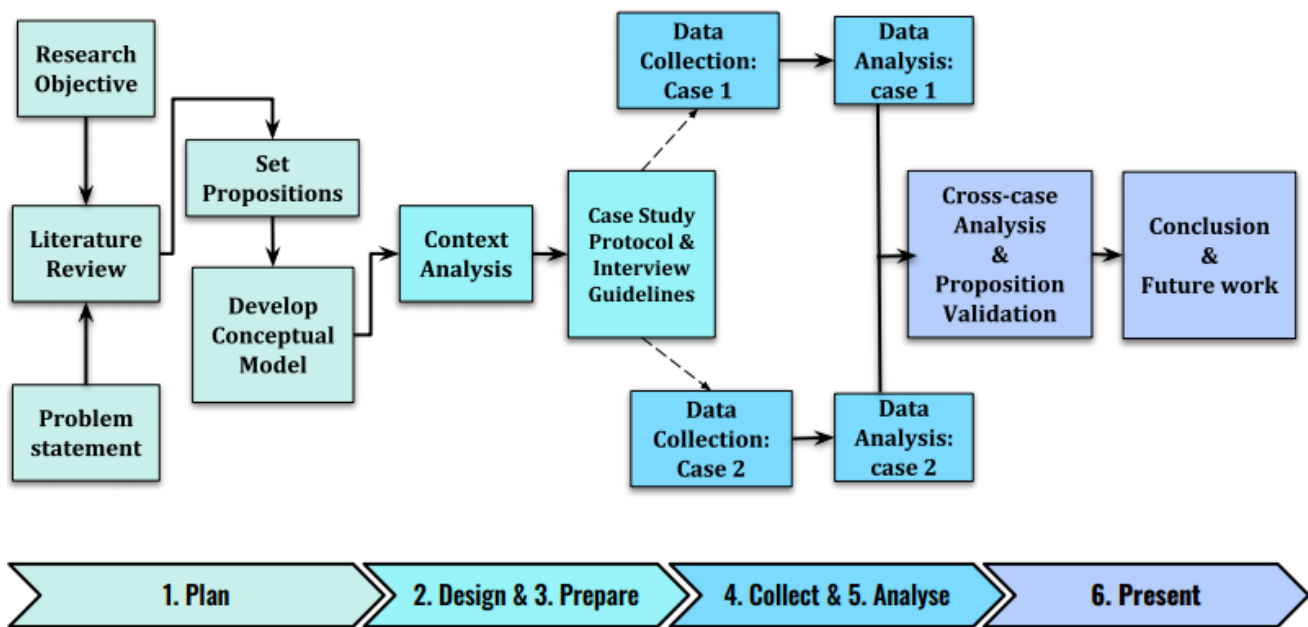 Research
Objective
Literature
Review
Problem
statement
Set
Propositions
Develop
Conceptual
Model
Context
Analysis
Case Study
Protocol &
Interview
Guidelines
Data
Collection:
Case 1
Data
Analysis:
case 1
Data
Collection:
Case 2
Data
Analysis:
case 2
Cross-case
Analysis
&
Proposition
Validation
Conclusion
&
Future work
1. Plan
2. Design & 3. Prepare
4. Collect & 5. Analyse
6. Present